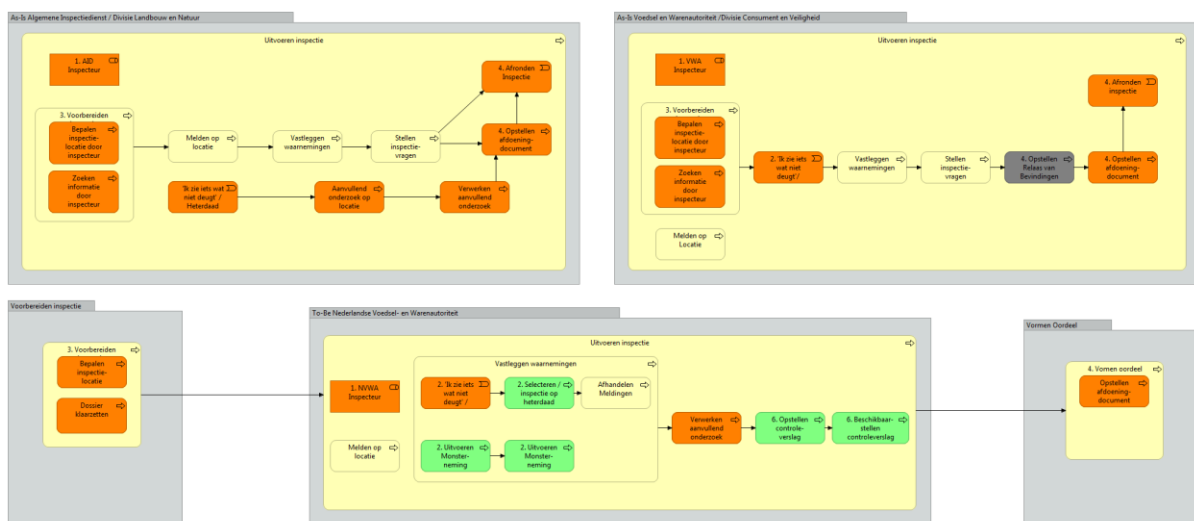 As-Is Algemene Inspectiedienst / Divisie Landbouw en Natuur
Uitvoeren inspectie
1. AID
Inspecteur
4. Afronden
Inspectie
3. Voorbereiden
Bepalen
inspectie-
locatie door
inspecteur
Melden op
locatie
Vastleggen
waarnemingen
Stellen
inspectie-
vragen
4. Opstellen
afdoening-
document
Zoeken
informatie
door
inspecteur
'Ik zie iets wat
niet deugt' /
Heterdaad
Aanvullend
onderzoek op
locatie
Verwerken
aanvullend
onderzoek
As-Is Voedsel en Warenautoriteit /Divisie Consument en Veiligheid
Uitvoeren inspectie
1. VWA
Inspecteur
4. Afronden
inspectie
3. Voorbereiden
Bepalen
inspectie-
locatie door
inspecteur
Zoeken
informatie
door
inspecteur
2. 'Ik zie iets
wat niet
deugt'/
Vastleggen
waarnemingen
Stellen
inspectie-
vragen
4. Opstellen
Relaas van
Bevindingen
4. Opstellen
afdoening-
document
Melden op
Locatie
Voorbereiden inspectie
3. Voorbereiden
Bepalen
inspectie-
locatie
Dossier
klaarzetten
To-Be Nederlandse Voedsel- en Warenautoriteit
Uitvoeren inspectie
Vastleggen waarnemingen
1. NVWA
Inspecteur
2. 'Ik zie iets
wat niet
deugt' /
2. Selecteren /
inspectie op
heterdaad
Afhandelen
Meldingen
Melden op
locatie
2. Uitvoeren
Monster-
neming
2. Uitvoeren
Monster-
neming
Verwerken
aanvullend
onderzoek
6. Opstellen
controle-
verslag
6. Beschikbaar-
stellen
controleverslag
Vormen Oordeel
4. Vormen oordeel
Opstellen
afdoening-
document